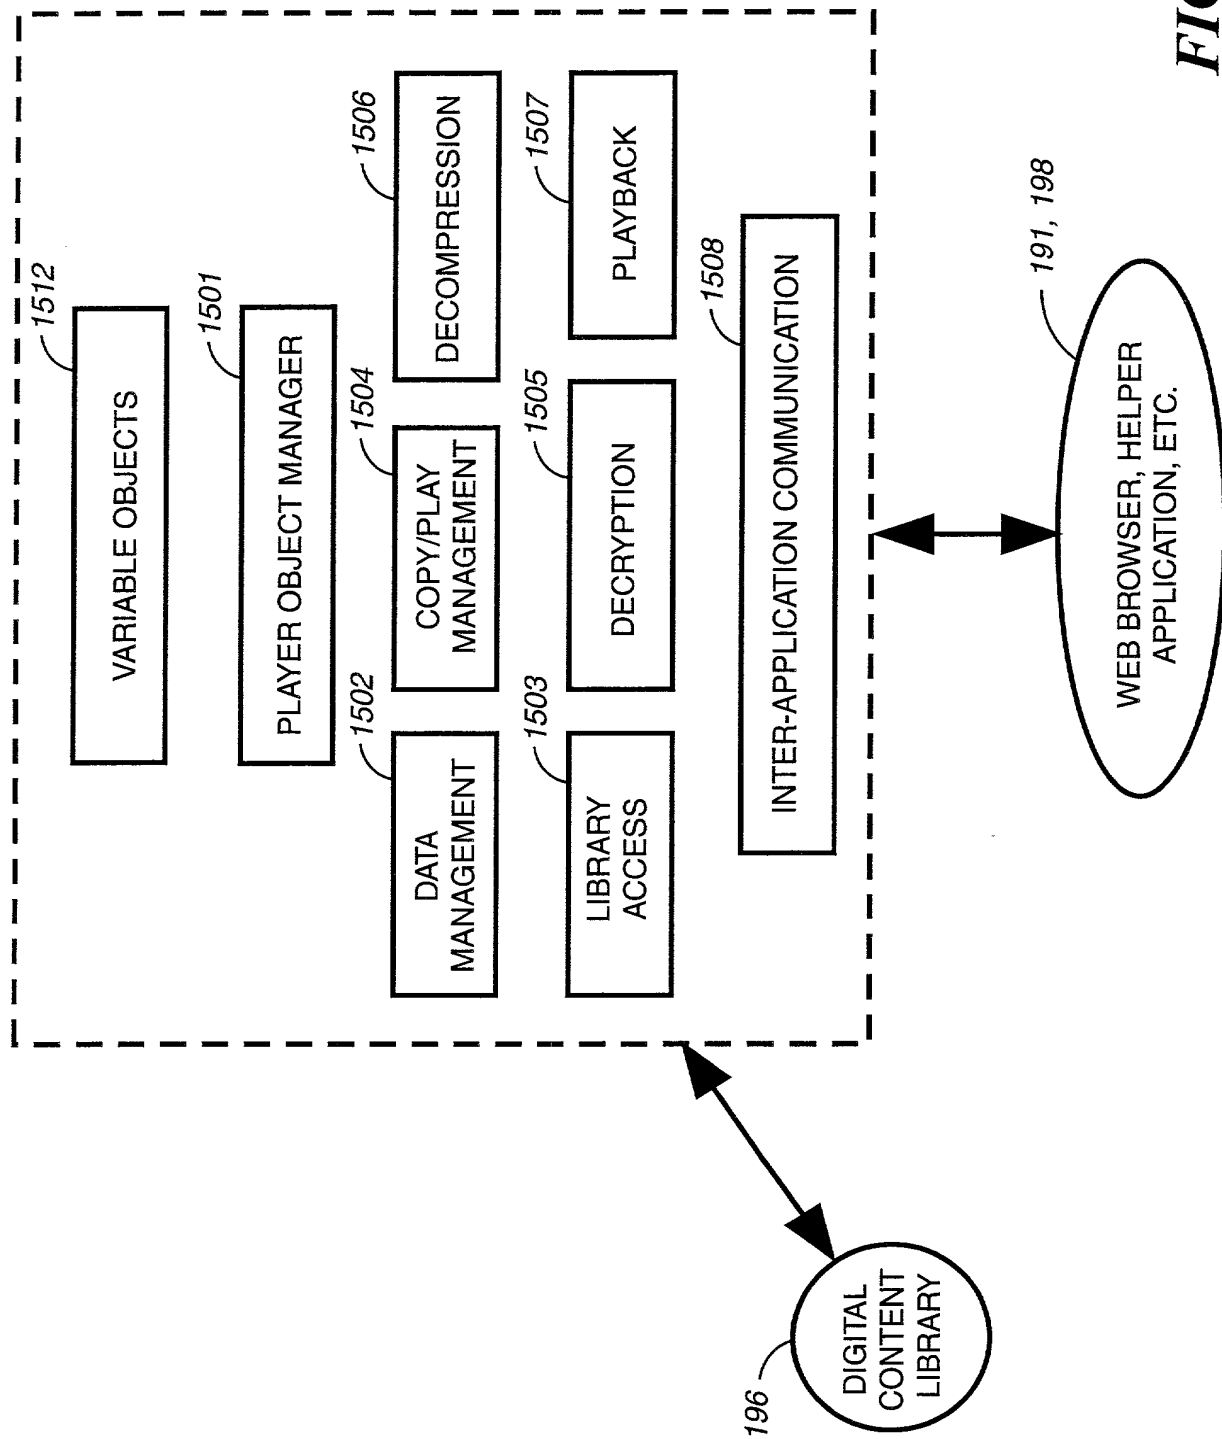 1512
VARIABLE OBJECTS
1501
PLAYER OBJECT MANAGER
1502
DATA
MANAGEMENT
1504
COPY/PLAY
MANAGEMENT
1506
DECOMPRESSION
1503
LIBRARY
ACCESS
1505
DECRYPTION
1507
PLAYBACK
1508
INTER-APPLICATION COMMUNICATION
196
DIGITAL
CONTENT
LIBRARY
191, 198
WEB BROWSER, HELPER
APPLICATION, ETC.